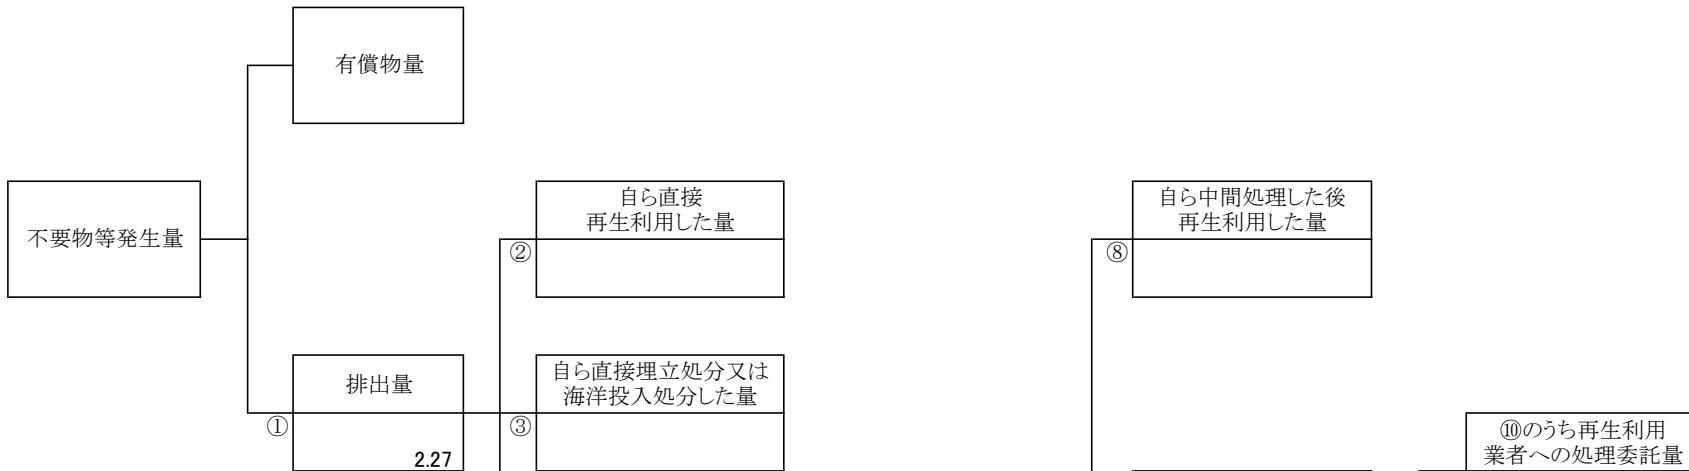 有償物量
不要物等発生量
自ら直接
再生利用した量
②
自ら中間処理した後
再生利用した量
⑧
排出量
①
2.27
自ら直接埋立処分又は
海洋投入処分した量
③
⑩のうち再生利用
業者への処理委託量